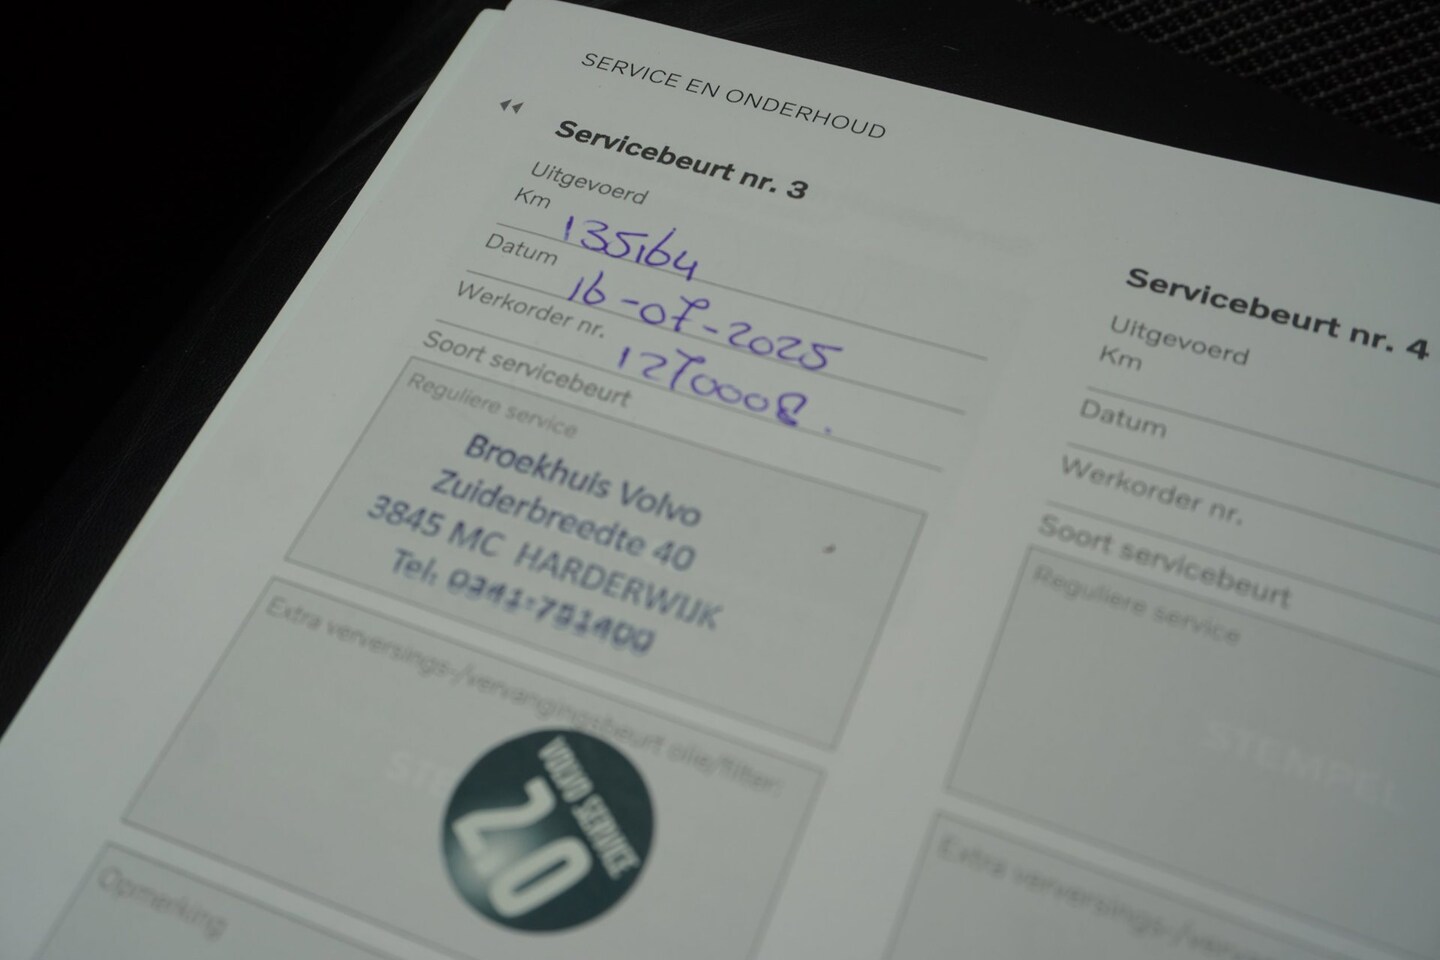 SERVICE EN ONDERHOUD
Servicebeurt nr. 3
Uitgevoerd
Km 135164
Datum 16-07-2025
Werkorder nr. 1270008.
Soort servicebeurt
Reguliere service
Broekhuis Volvo
Zuiderbreedte 40
3845 MC HARDERWIJK
Tel. 0341-751400
Extra verversings-/vervangingsbeurt olie/filter:
VOLVO SERVICE
2.0
Opmerking
Servicebeurt nr. 4
Uitgevoerd
Km
Datum
Werkorder nr.
Soort servicebeurt
Reguliere service
STEMPEL
Extra verversings-/verv